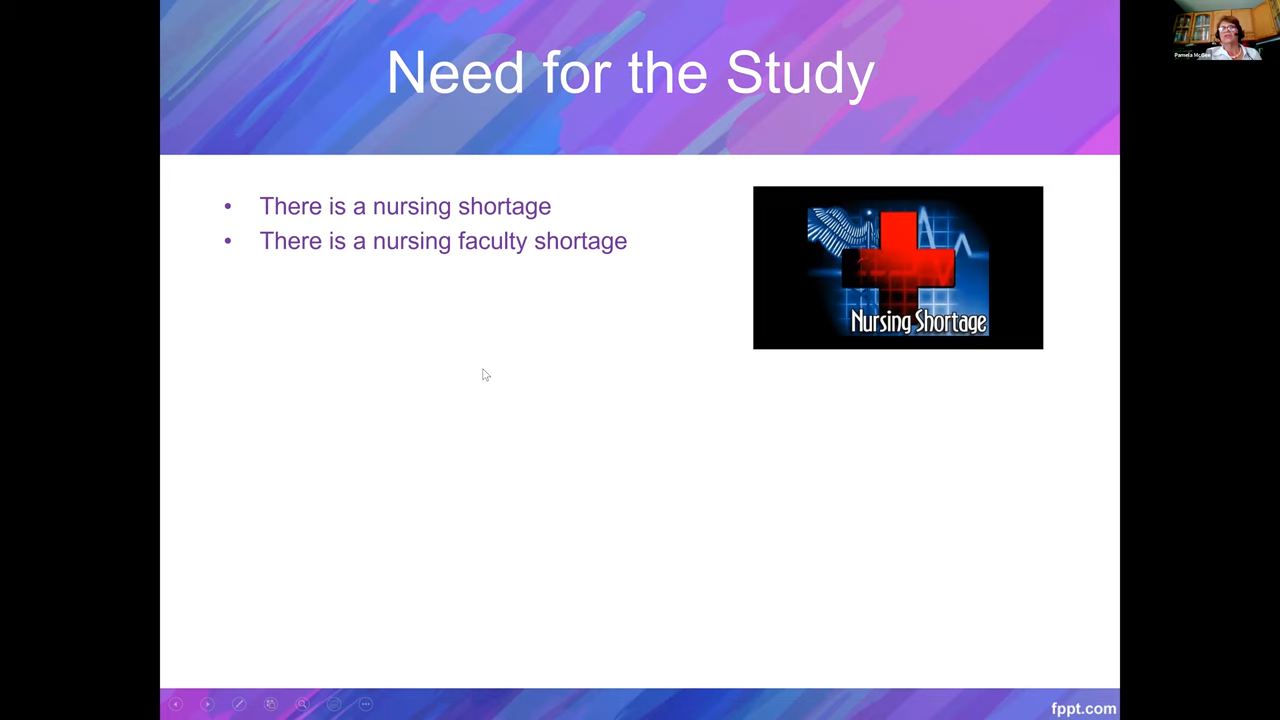 Need for the Study
• There is a nursing shortage
• There is a nursing faculty shortage
Nursing Shortage
fppt.com